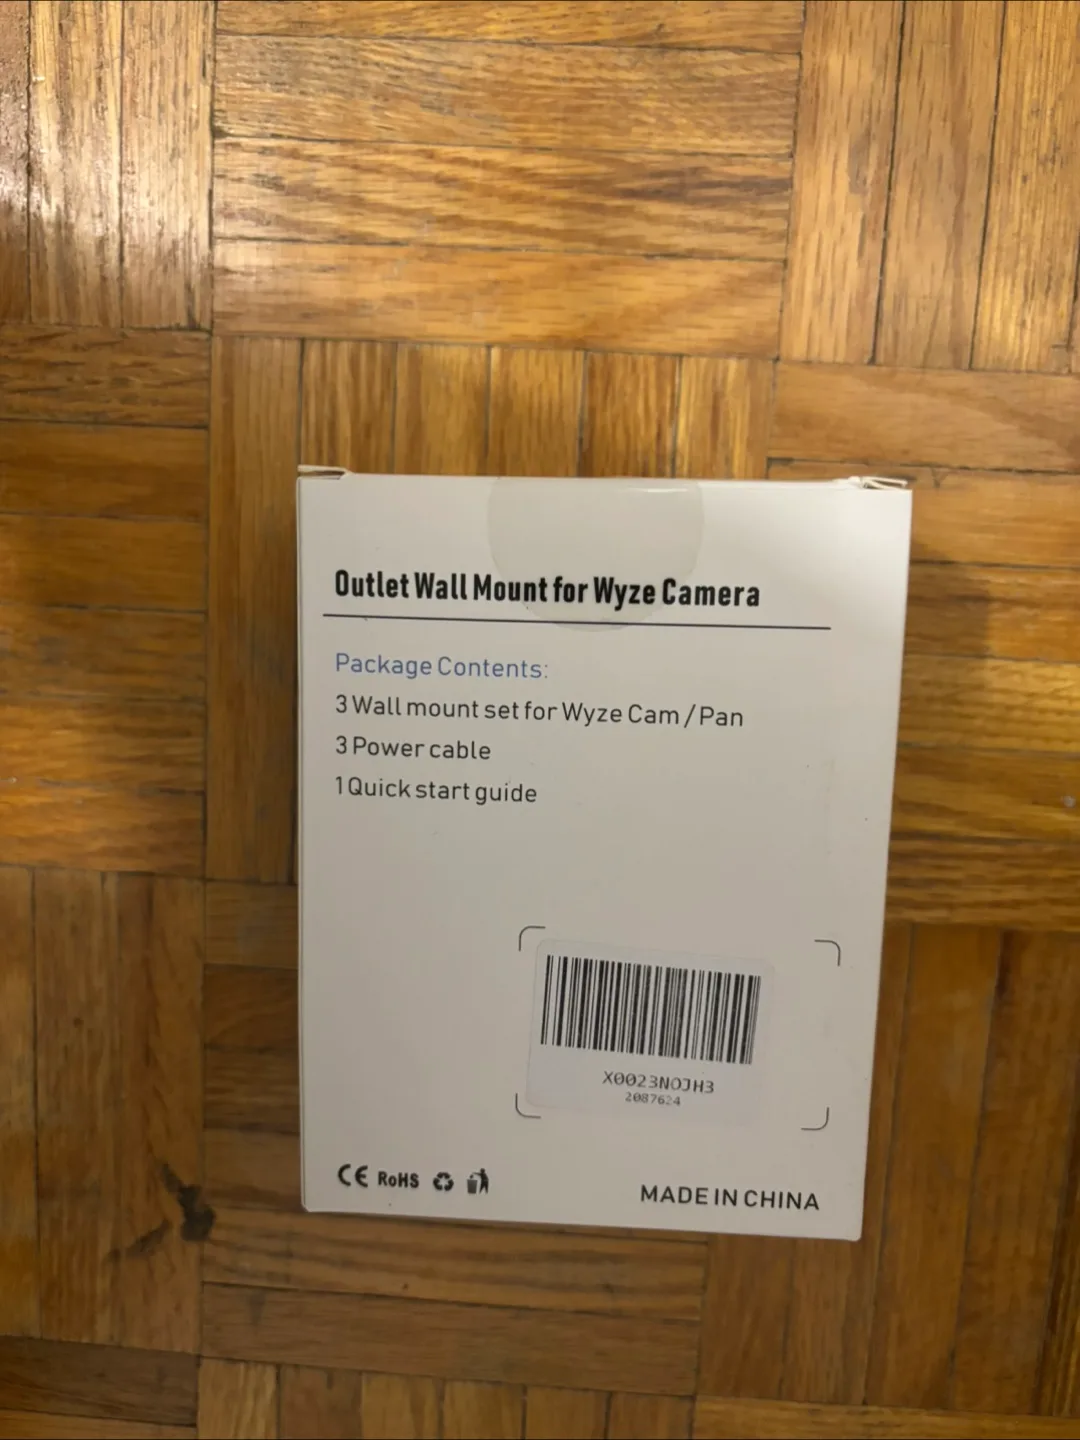 Outlet Wall Mount for Wyze Camera
Package Contents:
3 Wall mount set for Wyze Cam / Pan
3 Power cable
1 Quick start guide
X0023NOJH3
2087624
CE RoHS
MADE IN CHINA